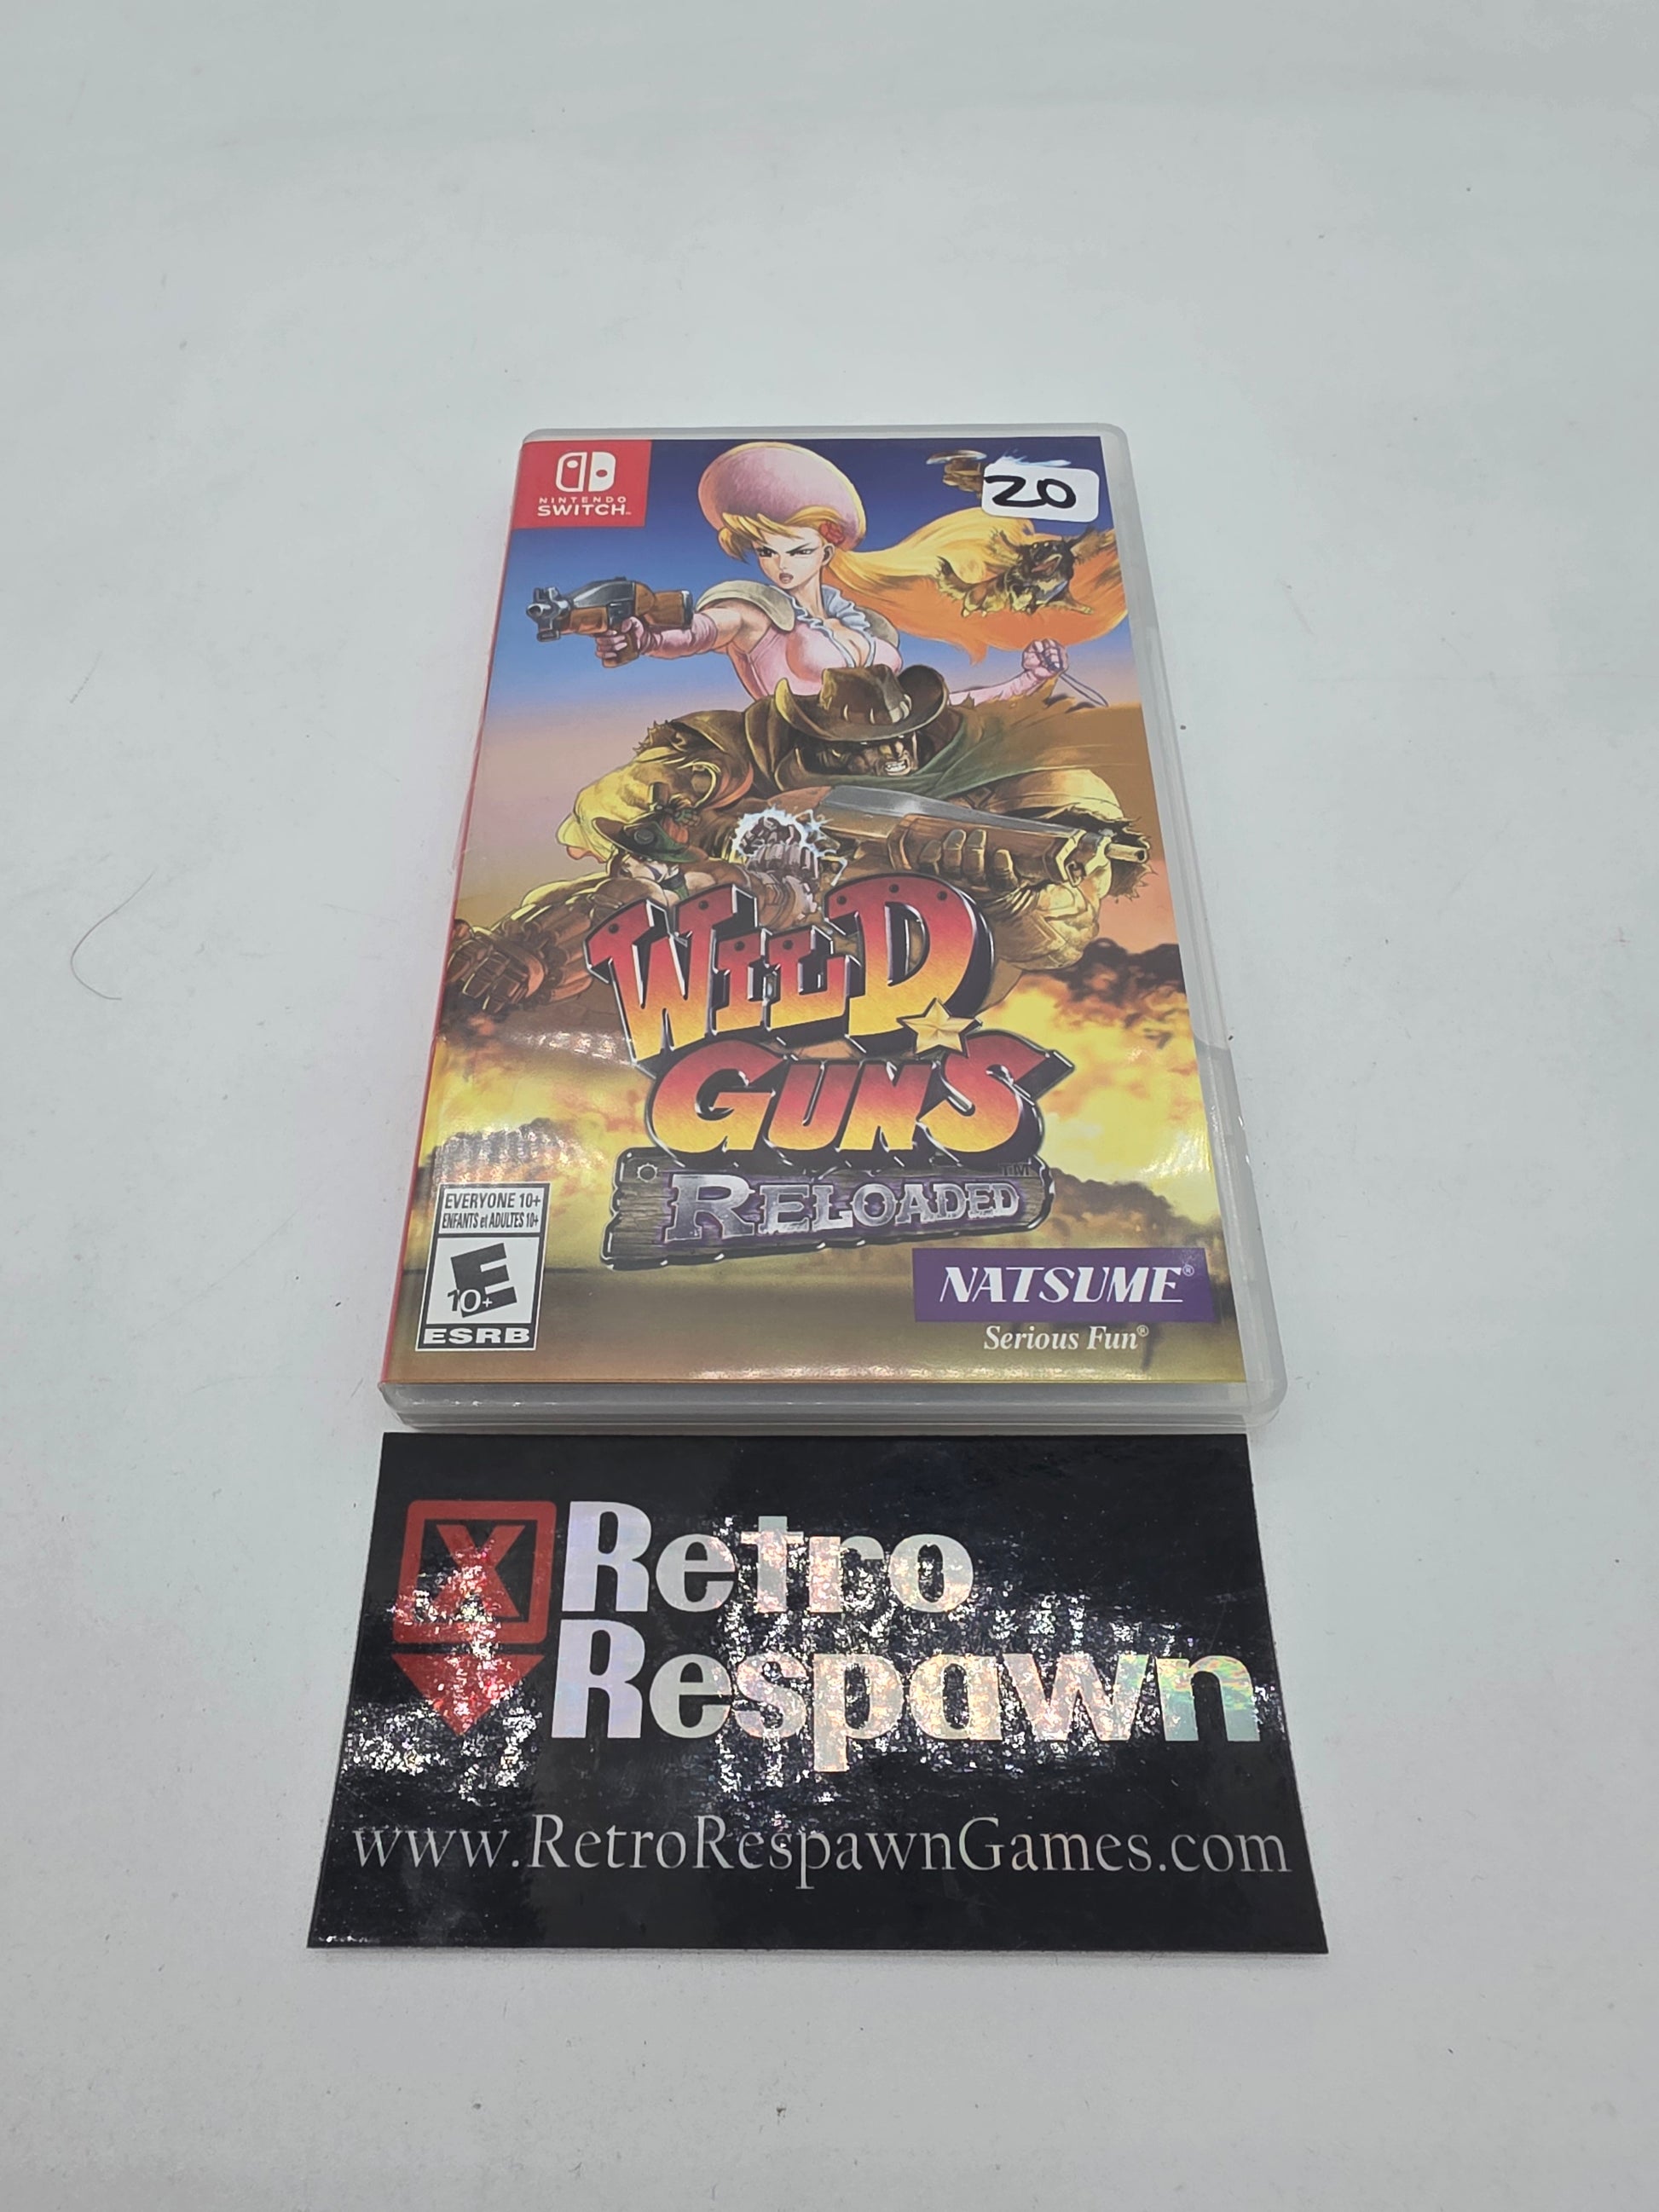 NINTENDO
SWITCH™
20
WILD
GUNS
TM
RELOADED
EVERYONE 10+
ENFANTS et ADULTES 10+
E
10+
ESRB
NATSUME®
Serious Fun®
X
Retro
Respawn
www.RetroRespawnGames.com